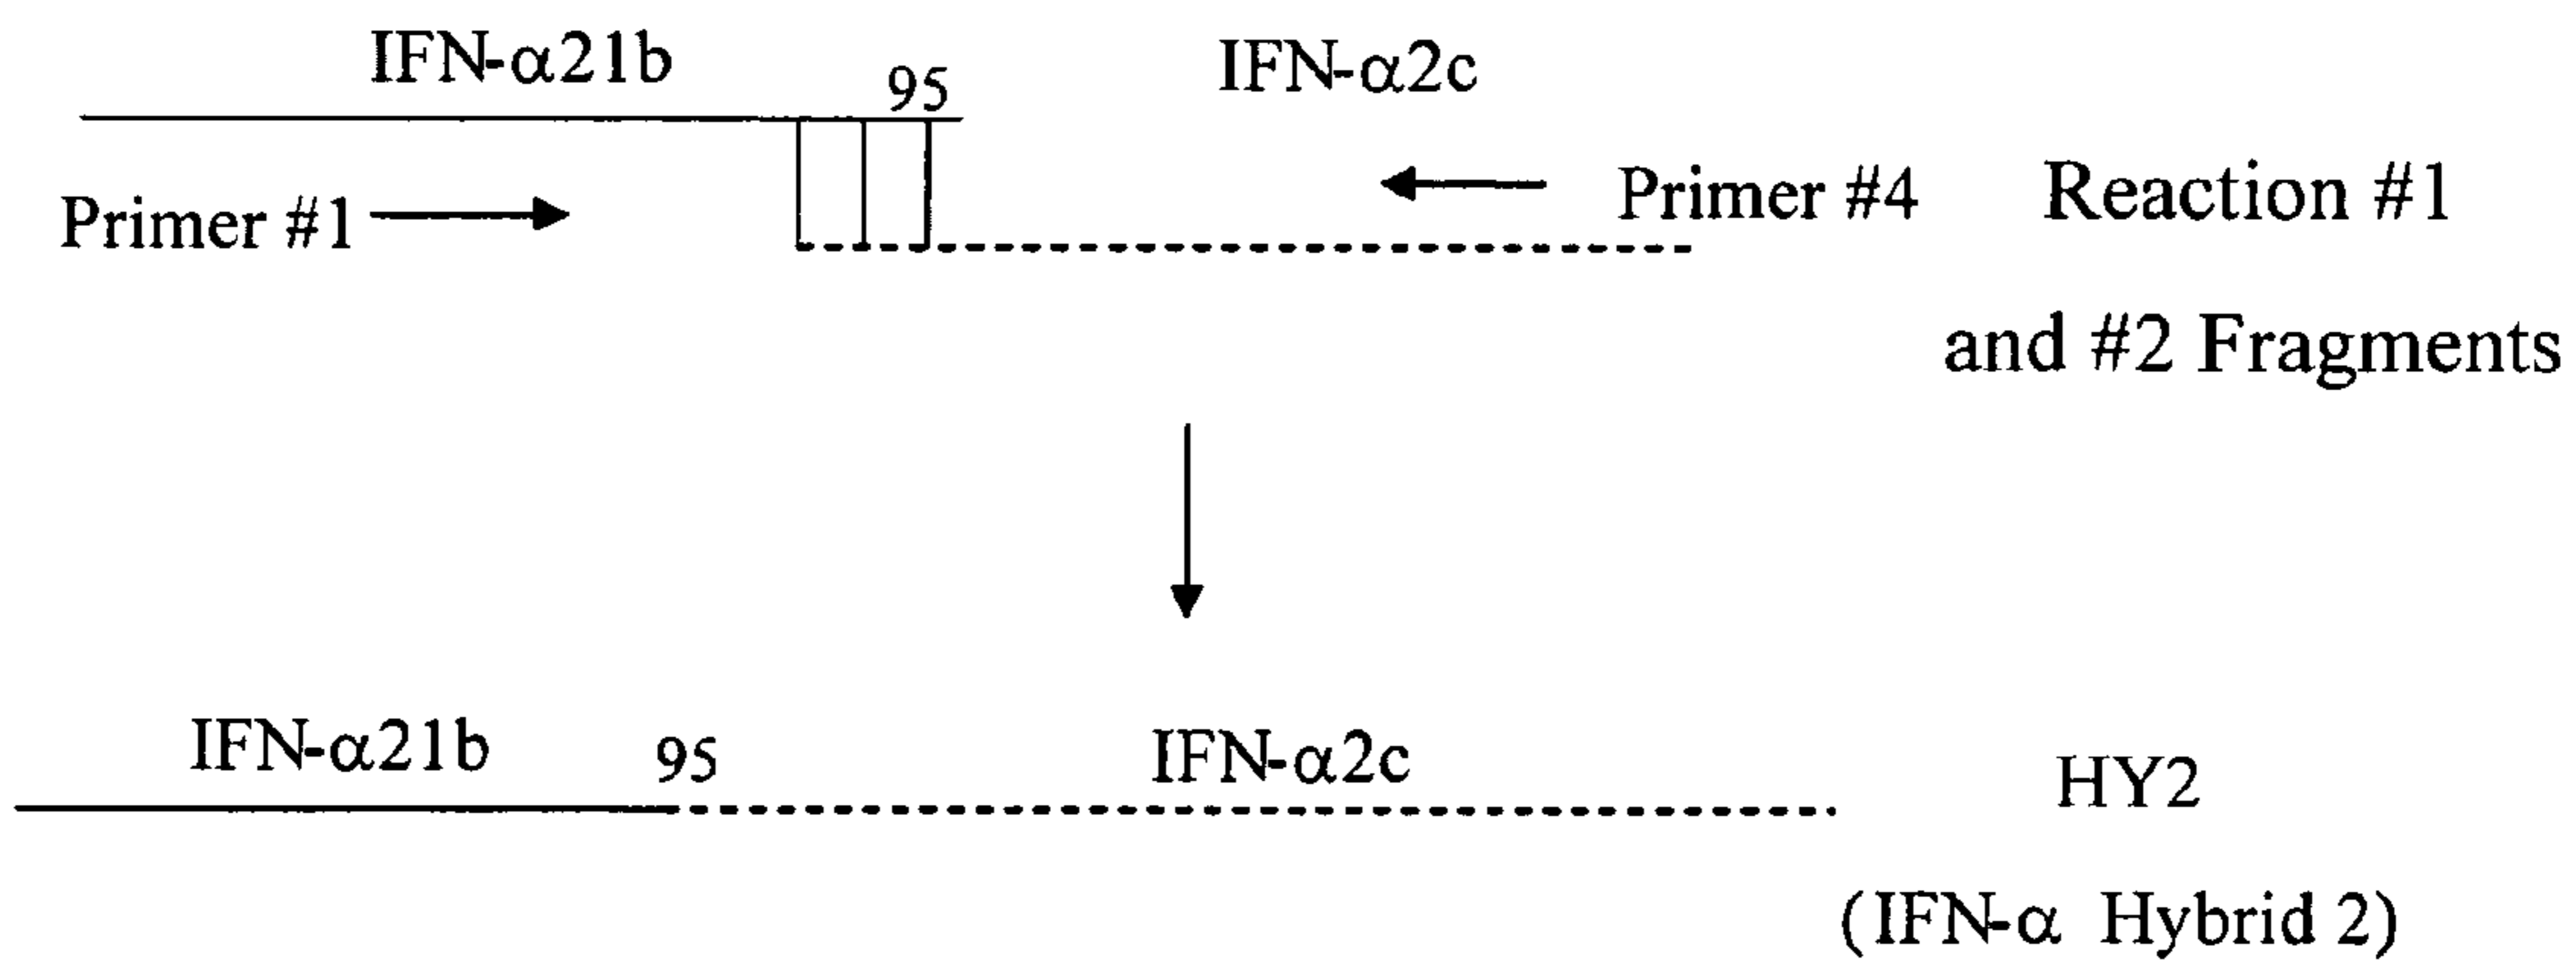 IFN-α21b
95
IFN-α2c
Primer #1
Primer #4
Reaction #1
and #2 Fragments
IFN-α21b
95
IFN-α2c
HY2
(IFN-α Hybrid 2)